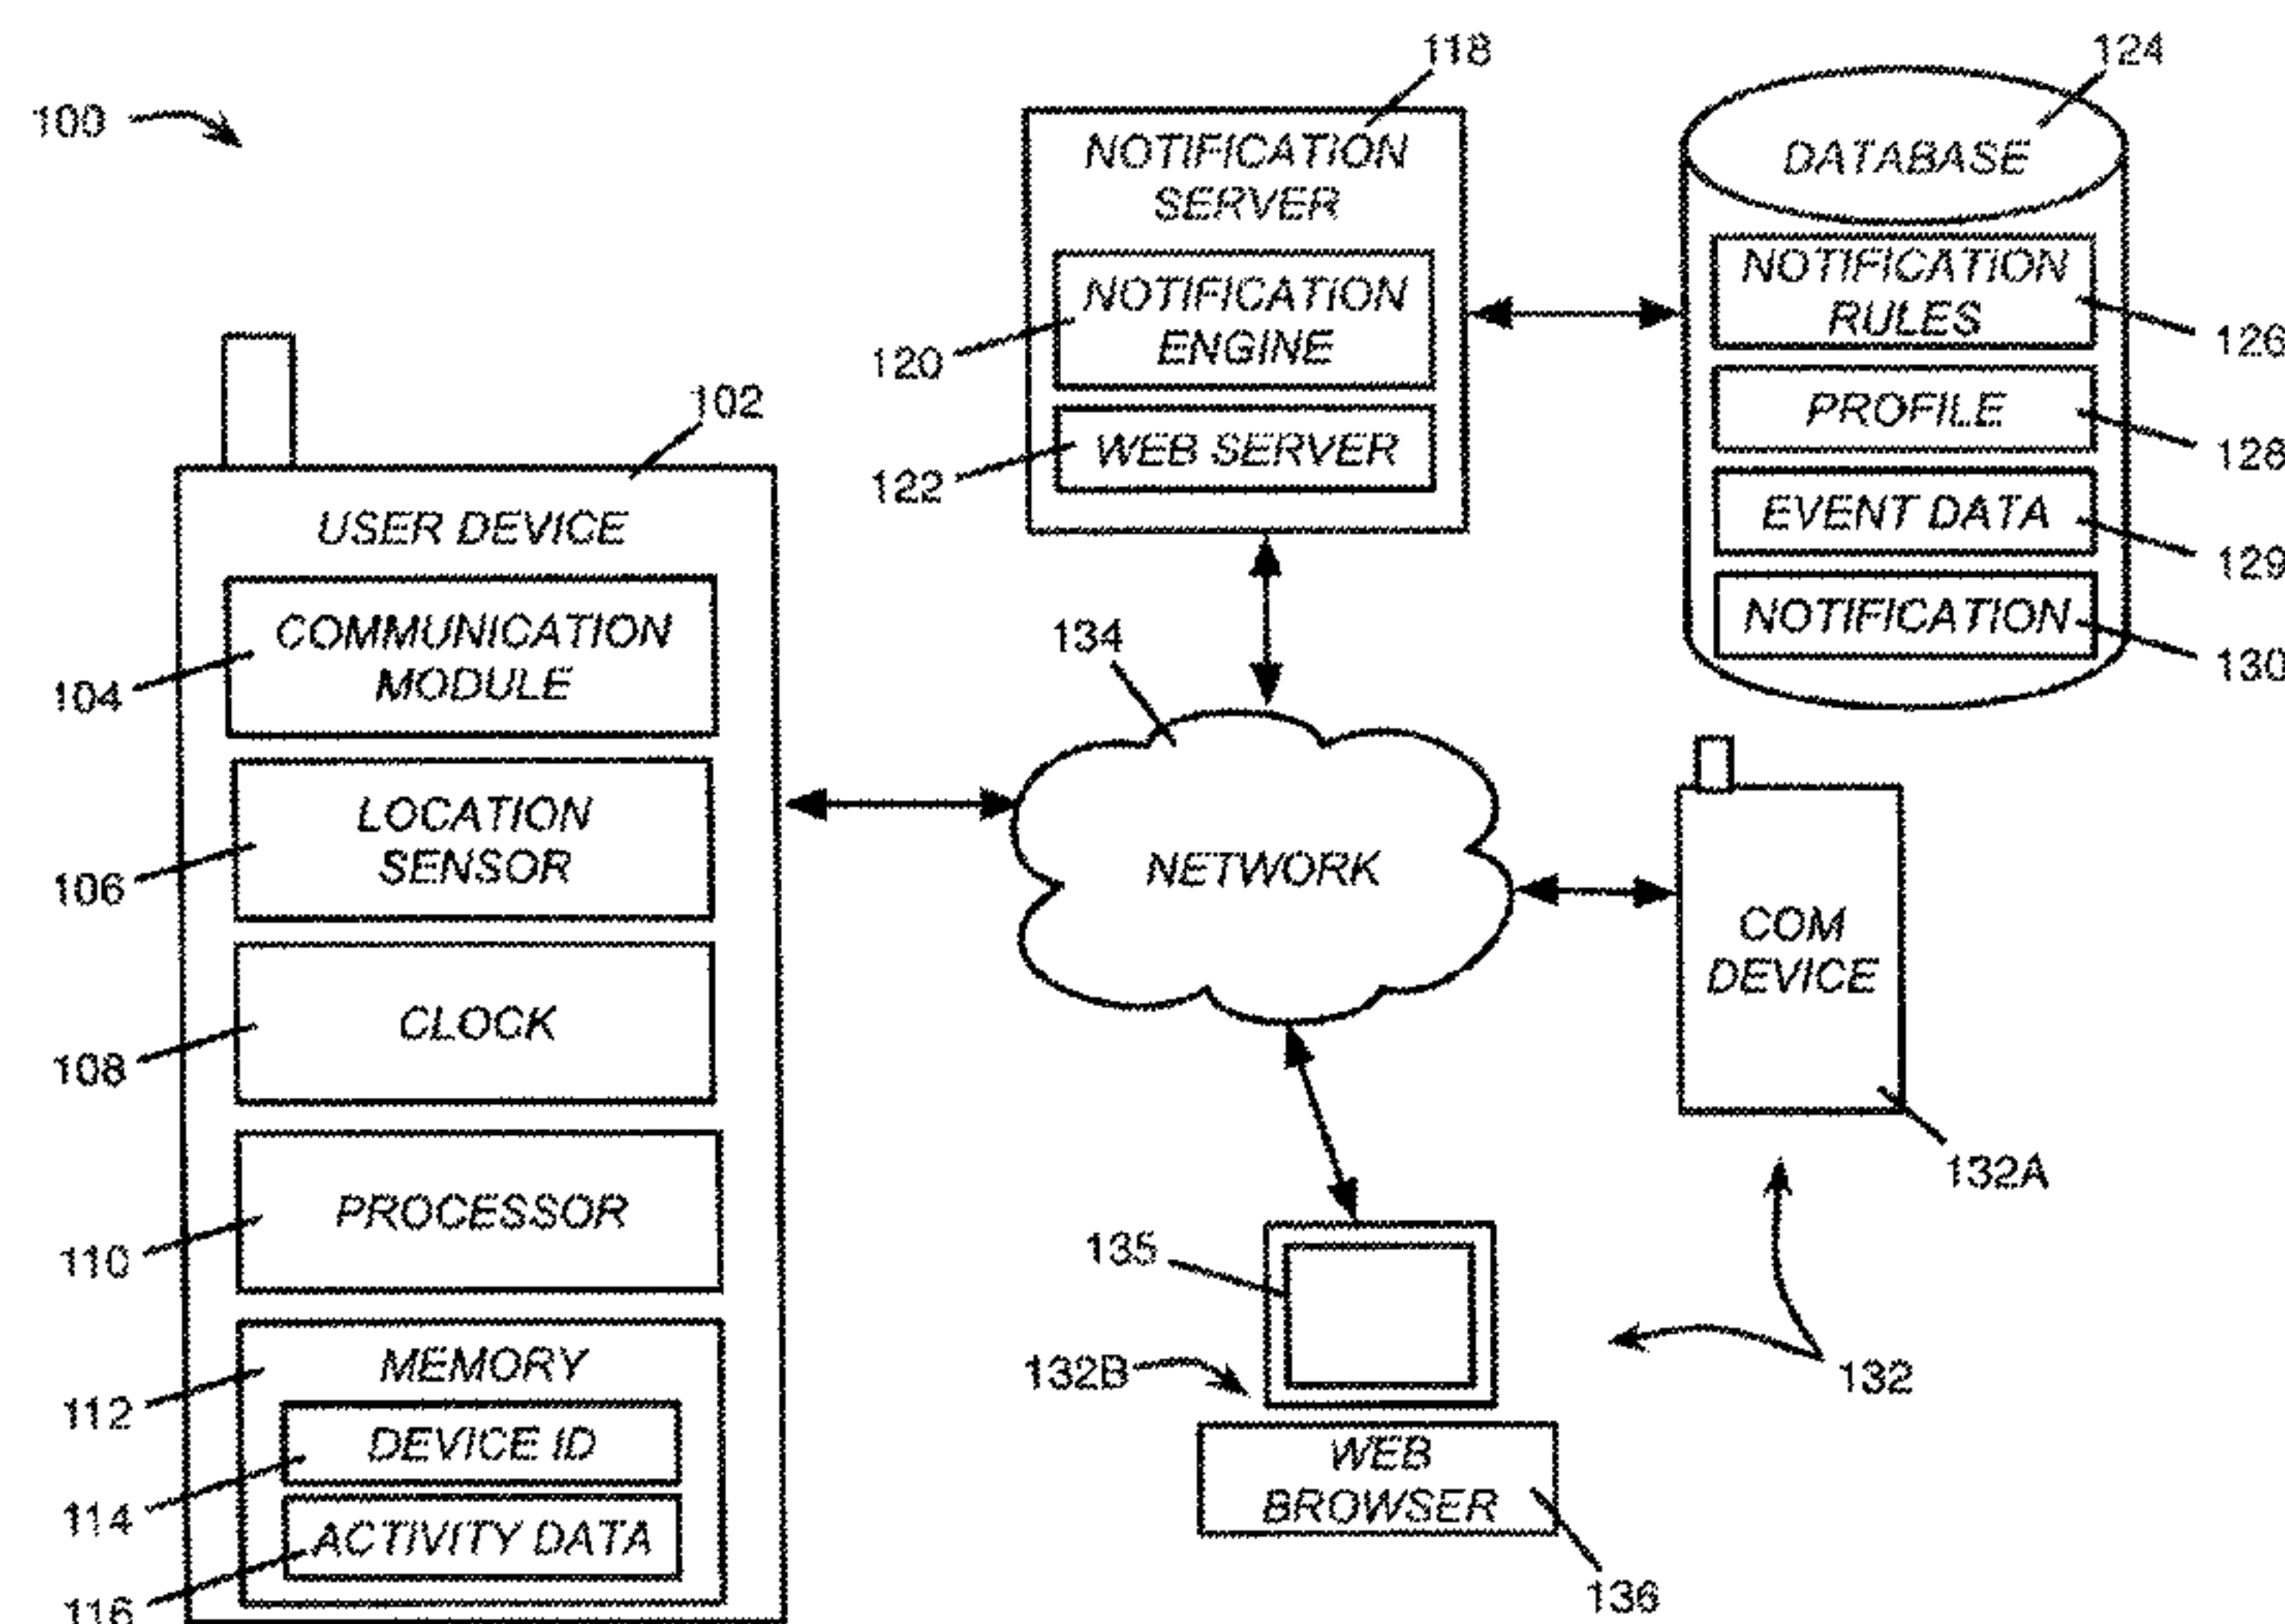 100
118
NOTIFICATION
SERVER
NOTIFICATION
ENGINE
120
WEB SERVER
122
124
DATABASE
NOTIFICATION
RULES
126
PROFILE
128
EVENT DATA
129
NOTIFICATION
130
102
USER DEVICE
COMMUNICATION
MODULE
104
LOCATION
SENSOR
106
CLOCK
108
PROCESSOR
110
MEMORY
112
DEVICE ID
114
ACTIVITY DATA
116
134
NETWORK
COM
DEVICE
132A
135
132B
132
WEB
BROWSER
136